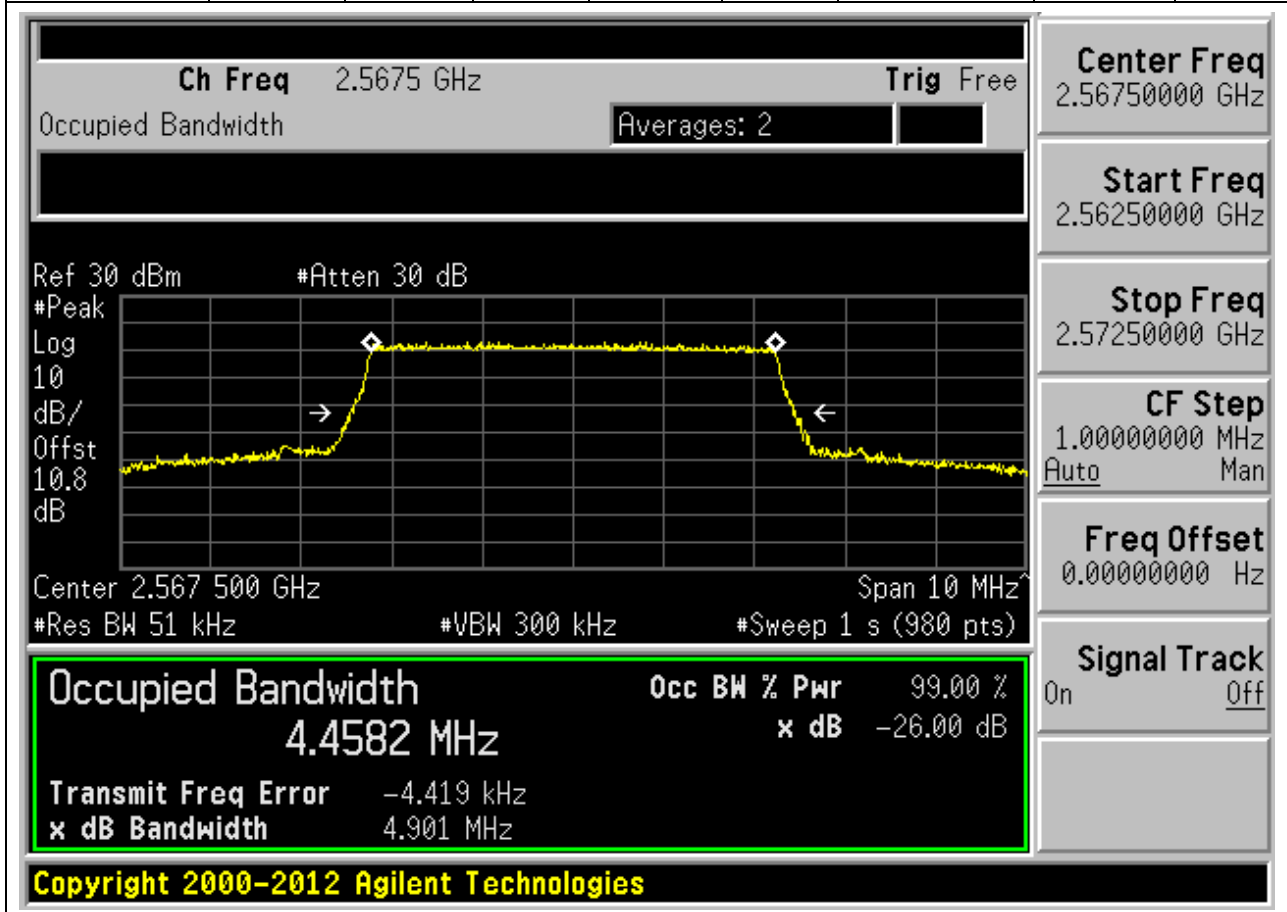 Ch Freq 2.5675 GHz Trig Free
Occupied Bandwidth Averages: 2
Ref 30 dBm #Atten 30 dB
#Peak
Log
10
dB/
Offst
10.8
dB
Center 2.567 500 GHz Span 10 MHz^
#Res BW 51 kHz #VBW 300 kHz #Sweep 1 s (980 pts)
Occupied Bandwidth Occ BW % Pwr 99.00 %
4.4582 MHz x dB -26.00 dB
Transmit Freq Error -4.419 kHz
x dB Bandwidth 4.901 MHz
Copyright 2000-2012 Agilent Technologies
Center Freq
2.56750000 GHz
Start Freq
2.56250000 GHz
Stop Freq
2.57250000 GHz
CF Step
1.00000000 MHz
Auto Man
Freq Offset
0.00000000 Hz
Signal Track
On Off